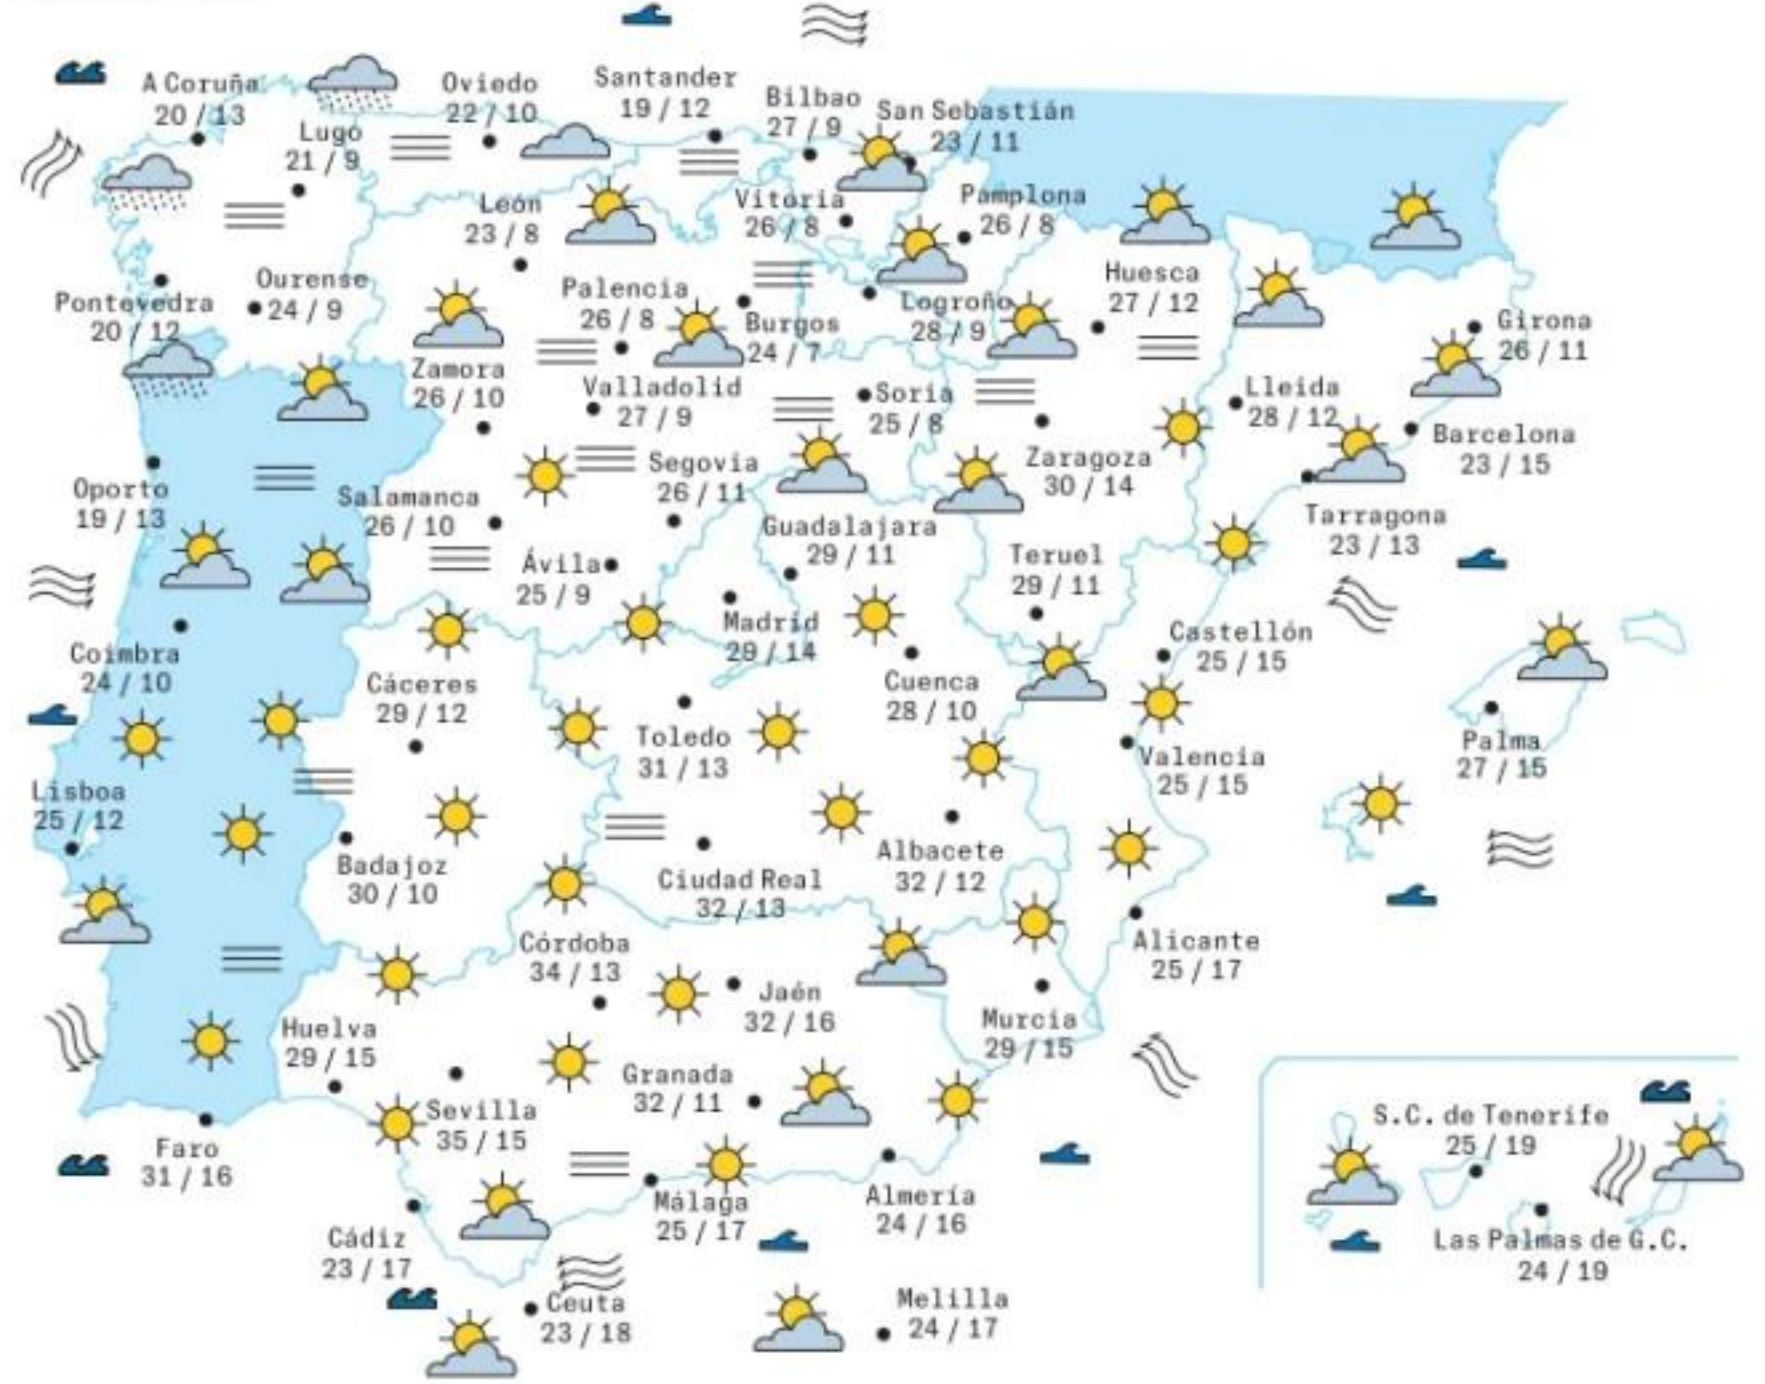 A Coruña
20 / 13
Lugo
21 / 9
Oviedo
22 / 10
Santander
19 / 12
Bilbao
27 / 9
San Sebastián
23 / 11
León
23 / 8
Vitoria
26 / 8
Pamplona
26 / 8
Pontevedra
20 / 12
Ourense
24 / 9
Palencia
26 / 8
Burgos
24 / 7
Logroño
28 / 9
Huesca
27 / 12
Girona
26 / 11
Zamora
26 / 10
Valladolid
27 / 9
Soria
25 / 8
Lleida
28 / 12
Barcelona
23 / 15
Oporto
19 / 13
Salamanca
26 / 10
Segovia
26 / 11
Zaragoza
30 / 14
Tarragona
23 / 13
Ávila
25 / 9
Guadalajara
29 / 11
Teruel
29 / 11
Coimbra
24 / 10
Cáceres
29 / 12
Madrid
29 / 14
Cuenca
28 / 10
Castellón
25 / 15
Toledo
31 / 13
Valencia
25 / 15
Palma
27 / 15
Lisboa
25 / 12
Badajoz
30 / 10
Ciudad Real
32 / 13
Albacete
32 / 12
Córdoba
34 / 13
Alicante
25 / 17
Huelva
29 / 15
Jaén
32 / 16
Murcia
29 / 15
Granada
32 / 11
Faro
31 / 16
Sevilla
35 / 15
Málaga
25 / 17
Almería
24 / 16
S.C. de Tenerife
25 / 19
Cádiz
23 / 17
Las Palmas de G.C.
24 / 19
Ceuta
23 / 18
Melilla
24 / 17